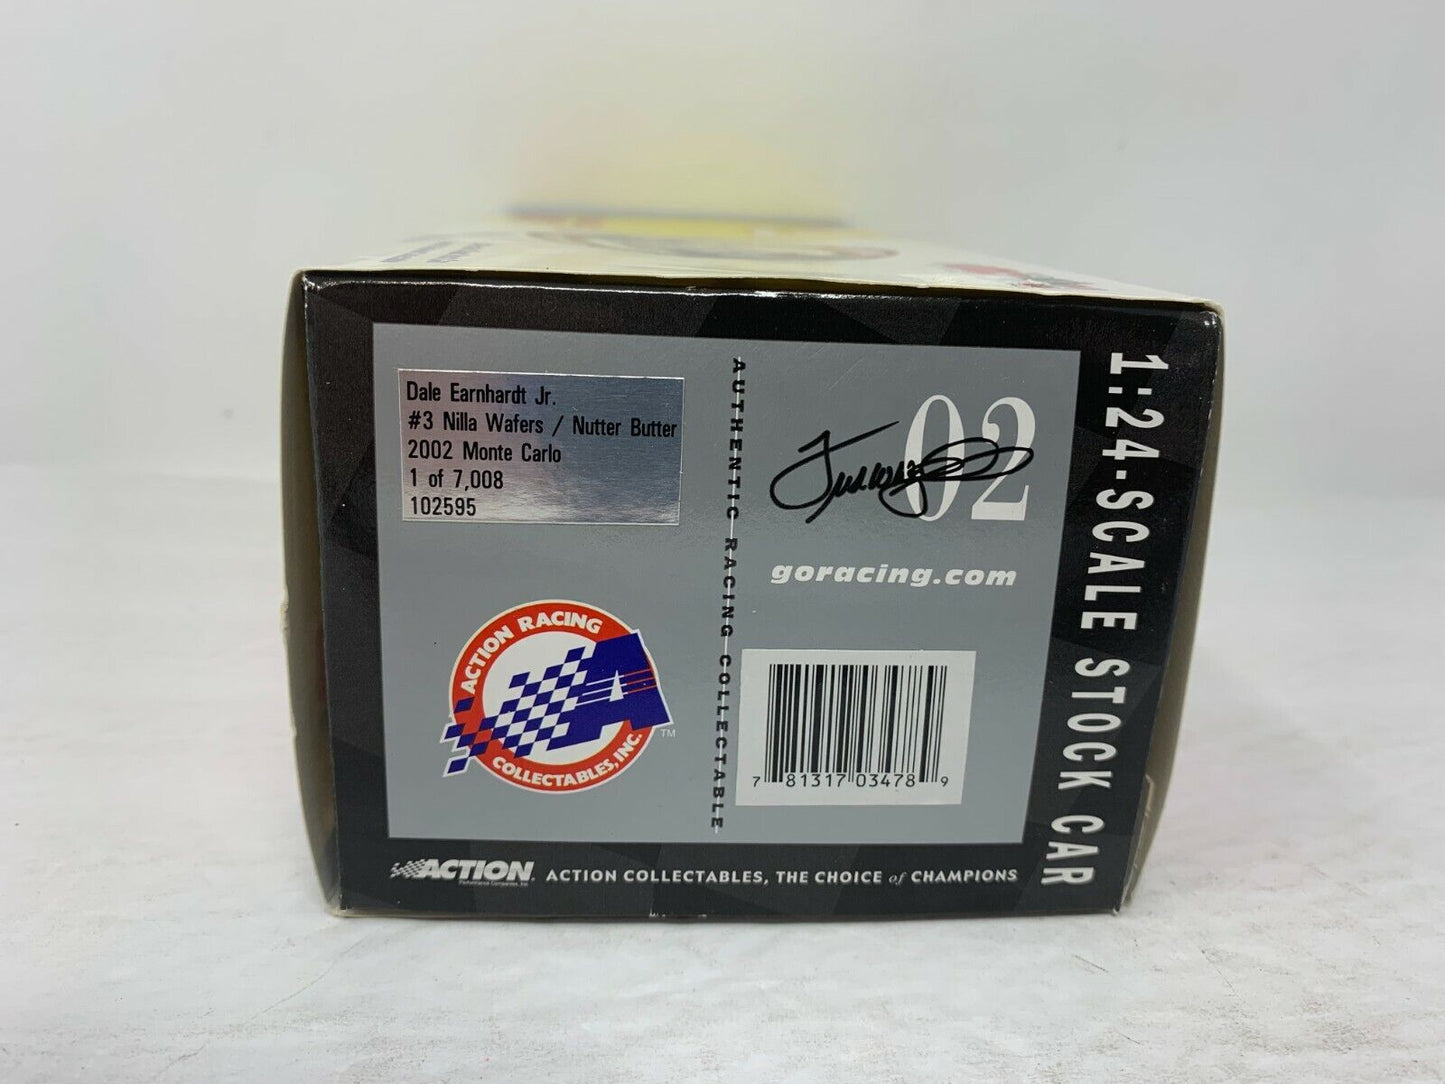 Dale Earnhardt Jr.
#3 Nilla Wafers / Nutter Butter
2002 Monte Carlo
1 of 7,008
102595
AUTHENTIC RACING COLLECTABLE
02
goracing.com
ACTION RACING
COLLECTABLES, INC.
TM
7 81317 03478 9
1:24-SCALE STOCK CAR
ACTION
ACTION COLLECTABLES, THE CHOICE of CHAMPIONS